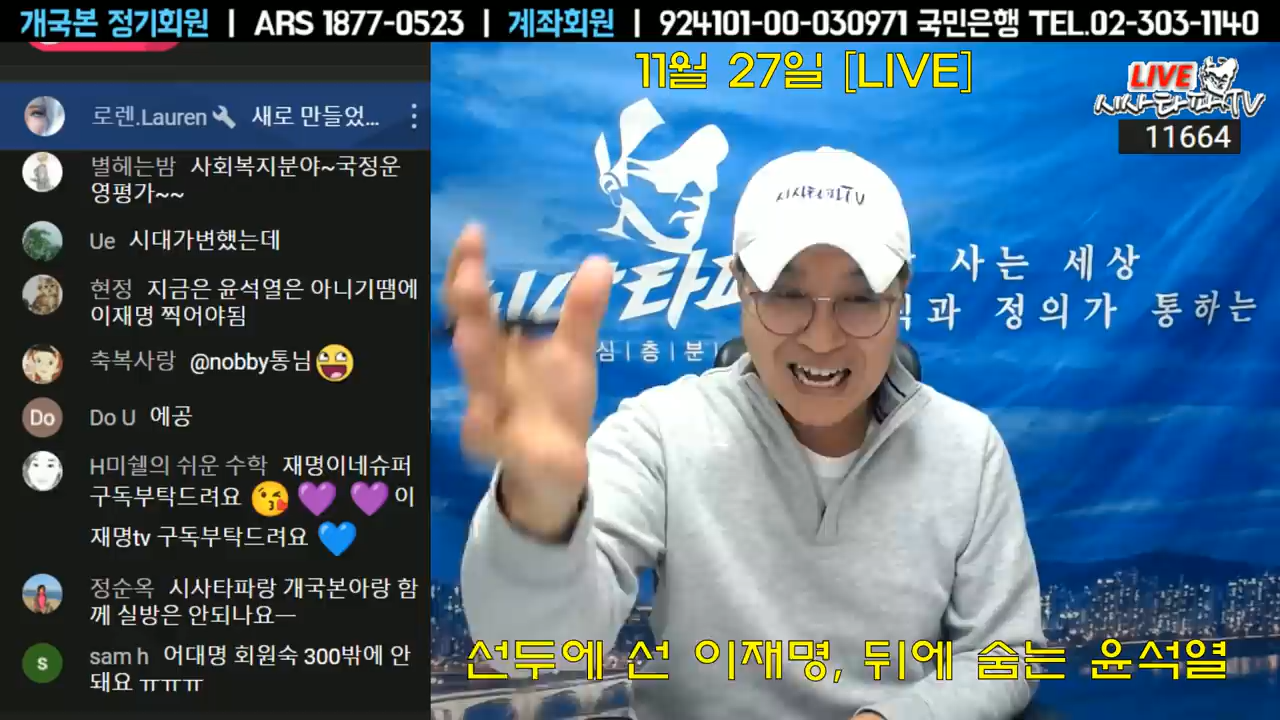 개국본 정기회원 | ARS 1877-0523 | 계좌회원 | 924101-00-030971 국민은행 TEL.02-303-1140
11월 27일 [LIVE]
LIVE
시사타파TV
11664
로렌.Lauren 새로 만들었...
별헤는밤 사회복지분야~국정운
영평가~~
Ue 시대가변했는데
현정 지금은 윤석열은 아니기땜에
이재명 찍어야됨
축복사랑 @nobby통님
Do
Do U 에공
H미쉘의 쉬운 수학 재명이네슈퍼
구독부탁드려요 이
재명tv 구독부탁드려요
정순옥 시사타파랑 개국본아랑 함
께 실방은 안되나요ㅡ
s
sam h 어대명 회원숙 300밖에 안
돼요 ㅠㅠㅠ
시사타파TV
시사타파
사는 세상
과 정의가 통하는
심 | 층 | 분 |
선두에 선 이재명, 뒤에 숨는 윤석열